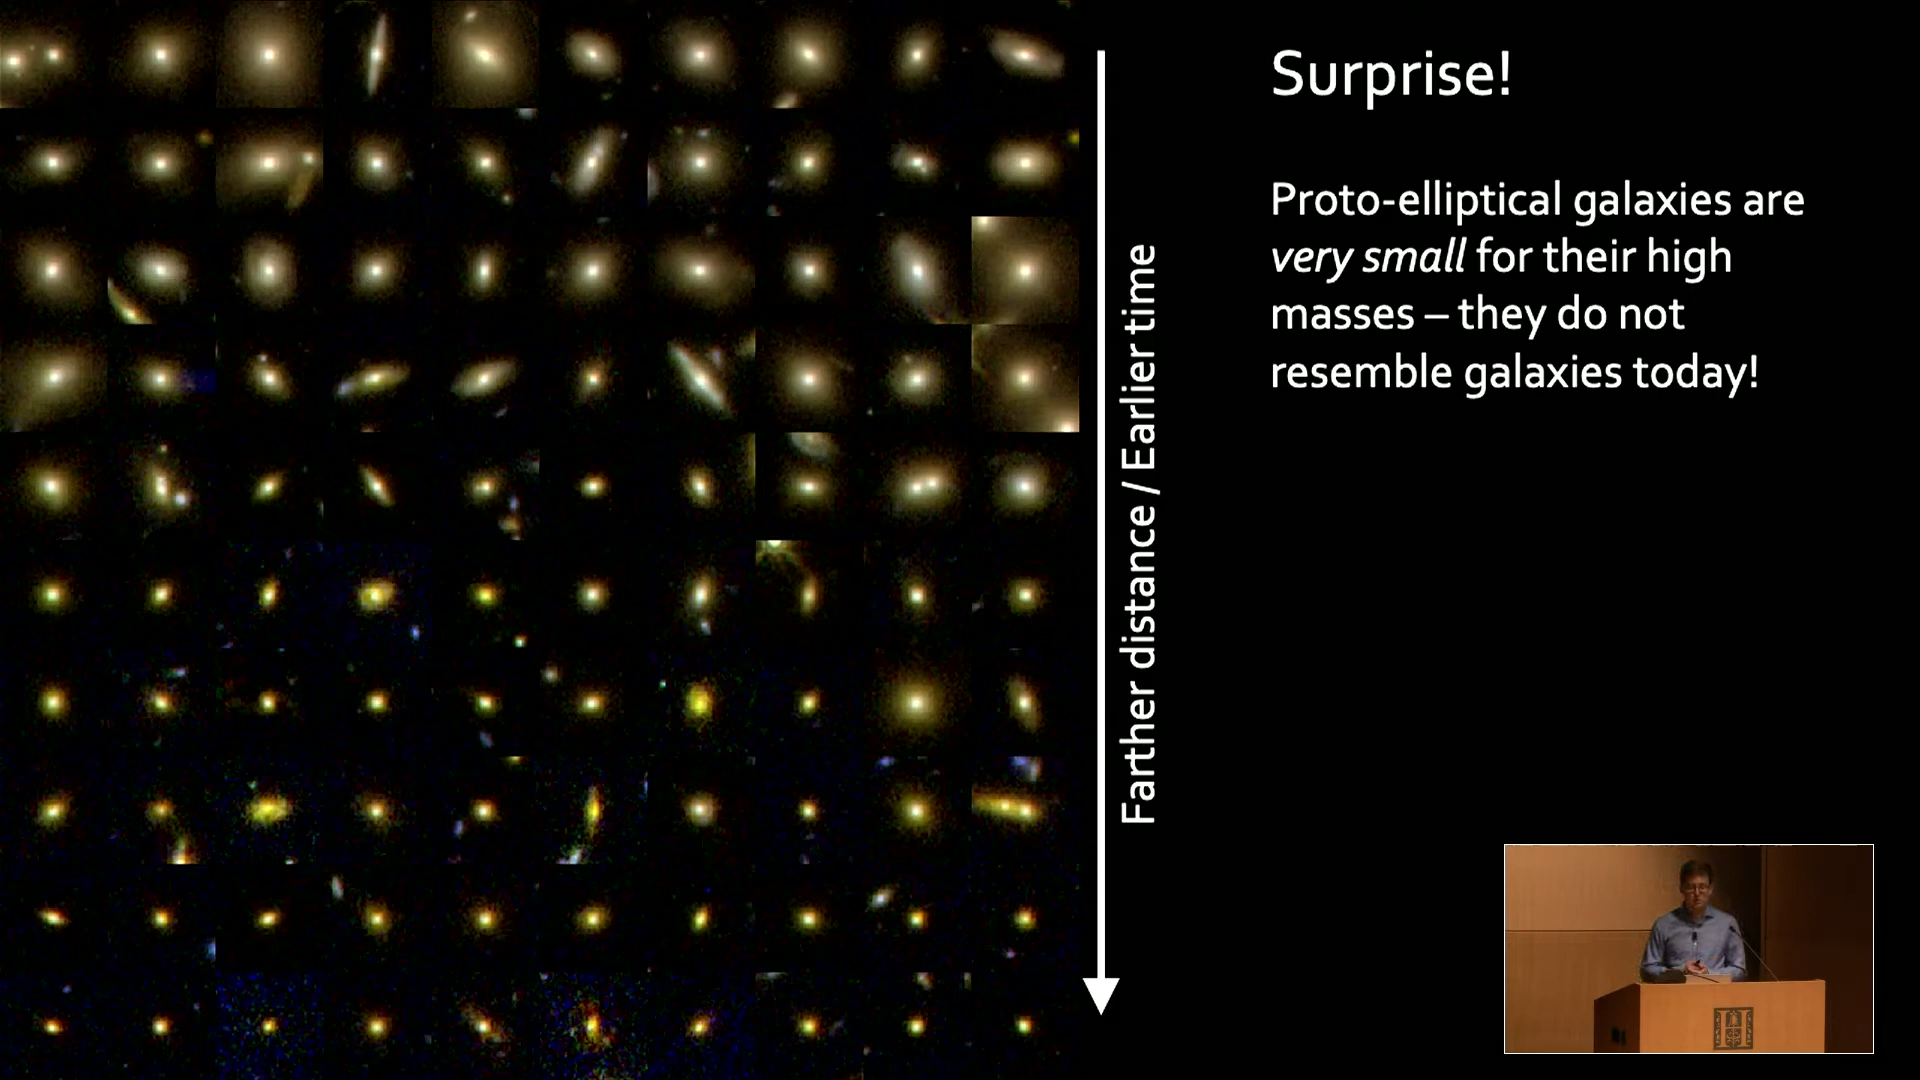 Surprise!
Proto-elliptical galaxies are
very small for their high
masses – they do not
resemble galaxies today!
Farther distance / Earlier time